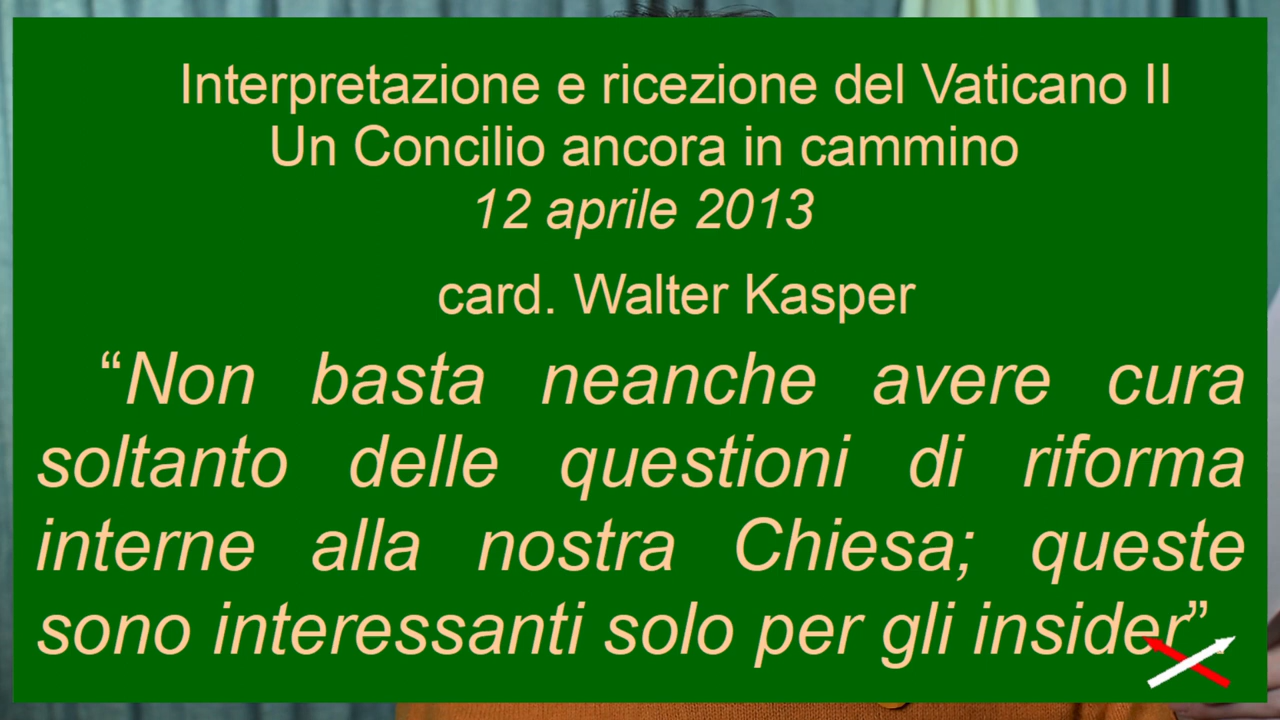 Interpretazione e ricezione del Vaticano II
Un Concilio ancora in cammino
12 aprile 2013
card. Walter Kasper
“Non basta neanche avere cura
soltanto delle questioni di riforma
interne alla nostra Chiesa; queste
sono interessanti solo per gli insider”.